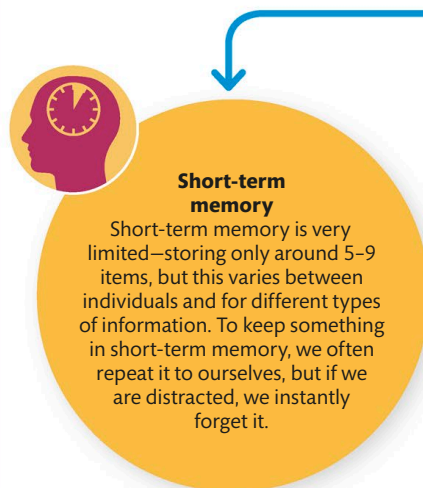 Short-term
memory
Short-term memory is very
limited—storing only around 5–9
items, but this varies between
individuals and for different types
of information. To keep something
in short-term memory, we often
repeat it to ourselves, but if we
are distracted, we instantly
forget it.